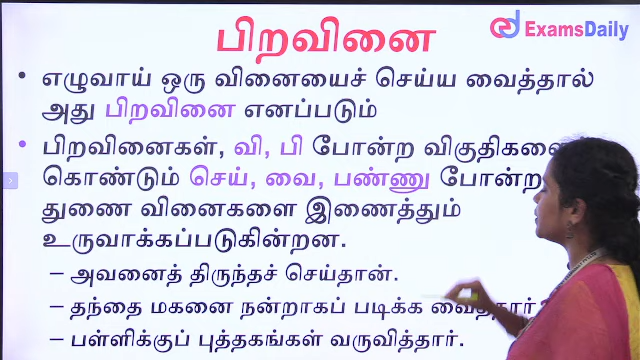 பிறவினை
ExamsDaily
• எழுவாய் ஒரு வினையைச் செய்ய வைத்தால்
அது பிறவினை எனப்படும்
• பிறவினைகள், வி, பி போன்ற விகுதிகளை
கொண்டும் செய், வை, பண்ணு போன்ற
துணை வினைகளை இணைத்தும்
உருவாக்கப்படுகின்றன.
– அவனைத் திருந்தச் செய்தான்.
– தந்தை மகனை நன்றாகப் படிக்க வைத்தார்
– பள்ளிக்குப் புத்தகங்கள் வருவித்தார்.